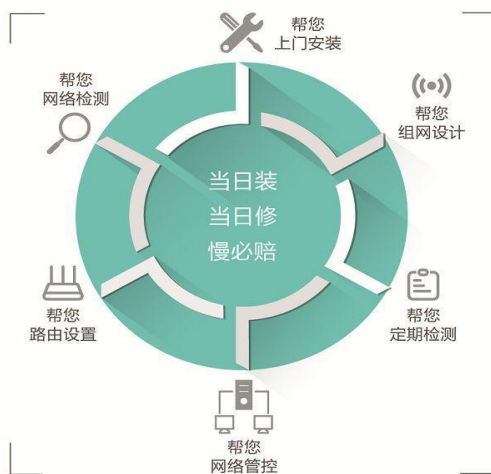 帮您
上门安装
帮您
组网设计
帮您
定期检测
帮您
网络管控
帮您
路由设置
帮您
网络检测
当日装
当日修
慢必赔